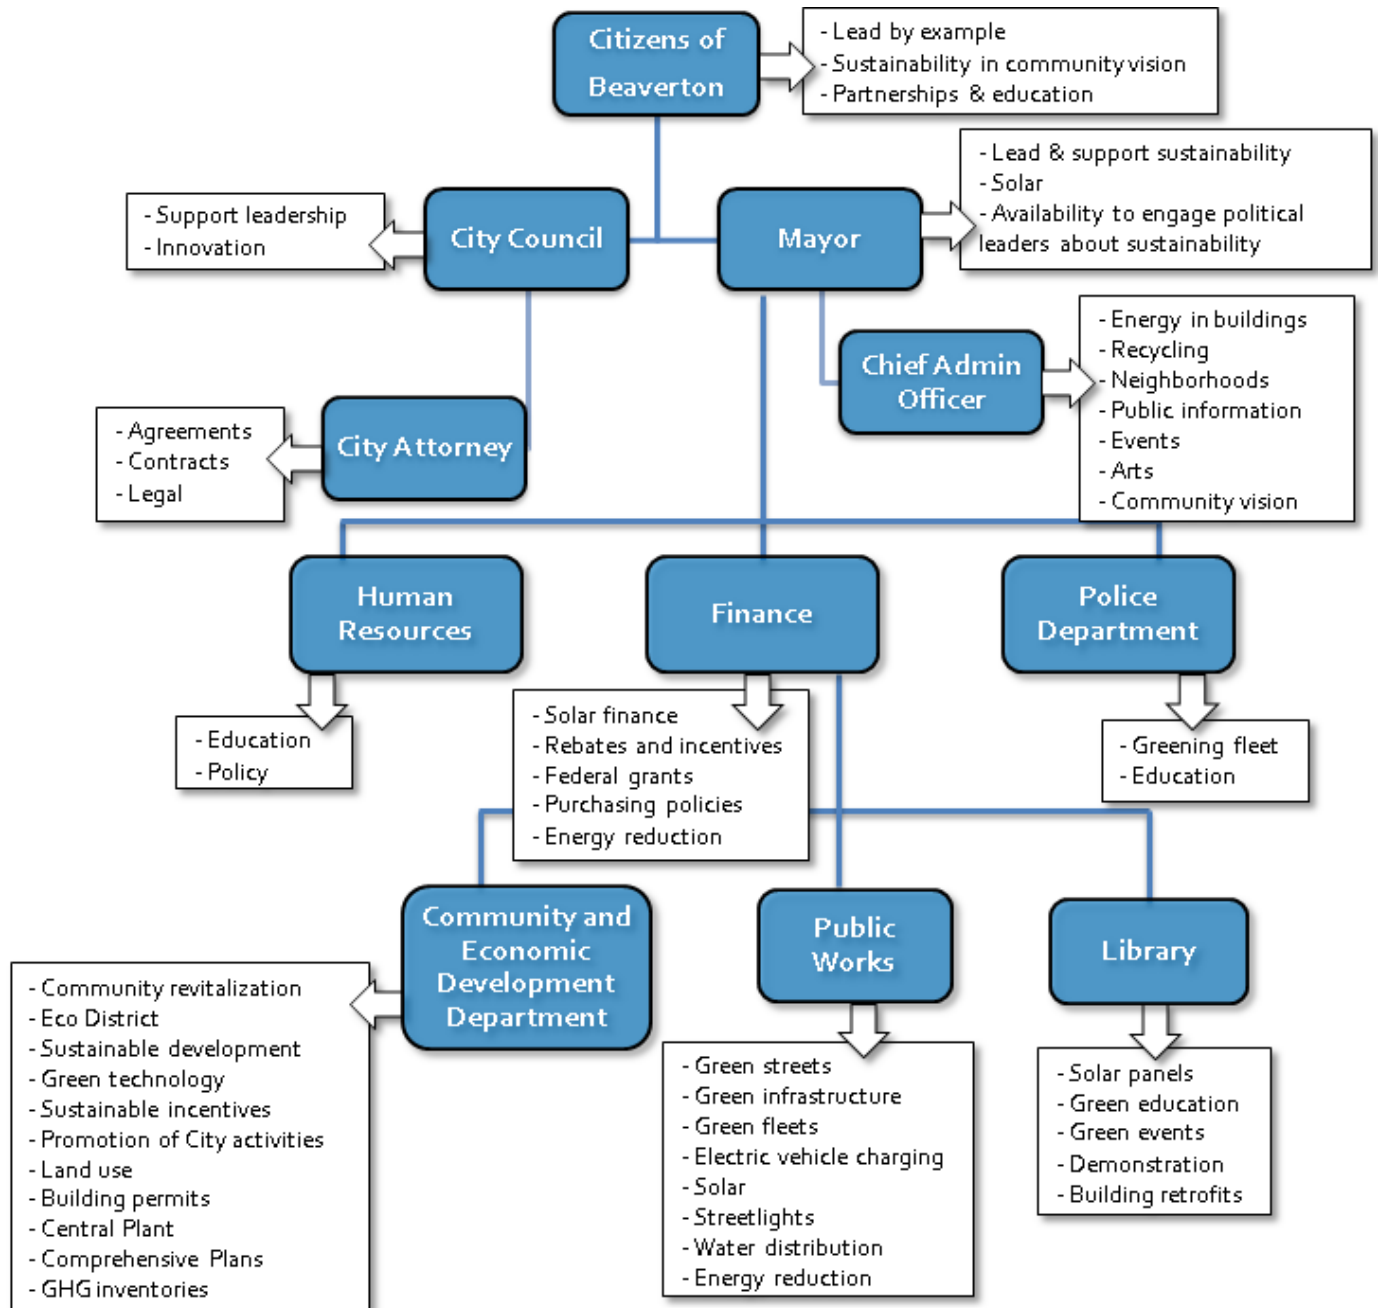 Citizens of
Beaverton
- Lead by example
- Sustainability in community vision
- Partnerships & education
City Council
- Support leadership
- Innovation
Mayor
- Lead & support sustainability
- Solar
- Availability to engage political
leaders about sustainability
Chief Admin
Officer
- Energy in buildings
- Recycling
- Neighborhoods
- Public information
- Events
- Arts
- Community vision
City Attorney
- Agreements
- Contracts
- Legal
Human
Resources
- Education
- Policy
Finance
- Solar finance
- Rebates and incentives
- Federal grants
- Purchasing policies
- Energy reduction
Police
Department
- Greening fleet
- Education
Community and
Economic
Development
Department
- Community revitalization
- Eco District
- Sustainable development
- Green technology
- Sustainable incentives
- Promotion of City activities
- Land use
- Building permits
- Central Plant
- Comprehensive Plans
- GHG inventories
Public
Works
- Green streets
- Green infrastructure
- Green fleets
- Electric vehicle charging
- Solar
- Streetlights
- Water distribution
- Energy reduction
Library
- Solar panels
- Green education
- Green events
- Demonstration
- Building retrofits